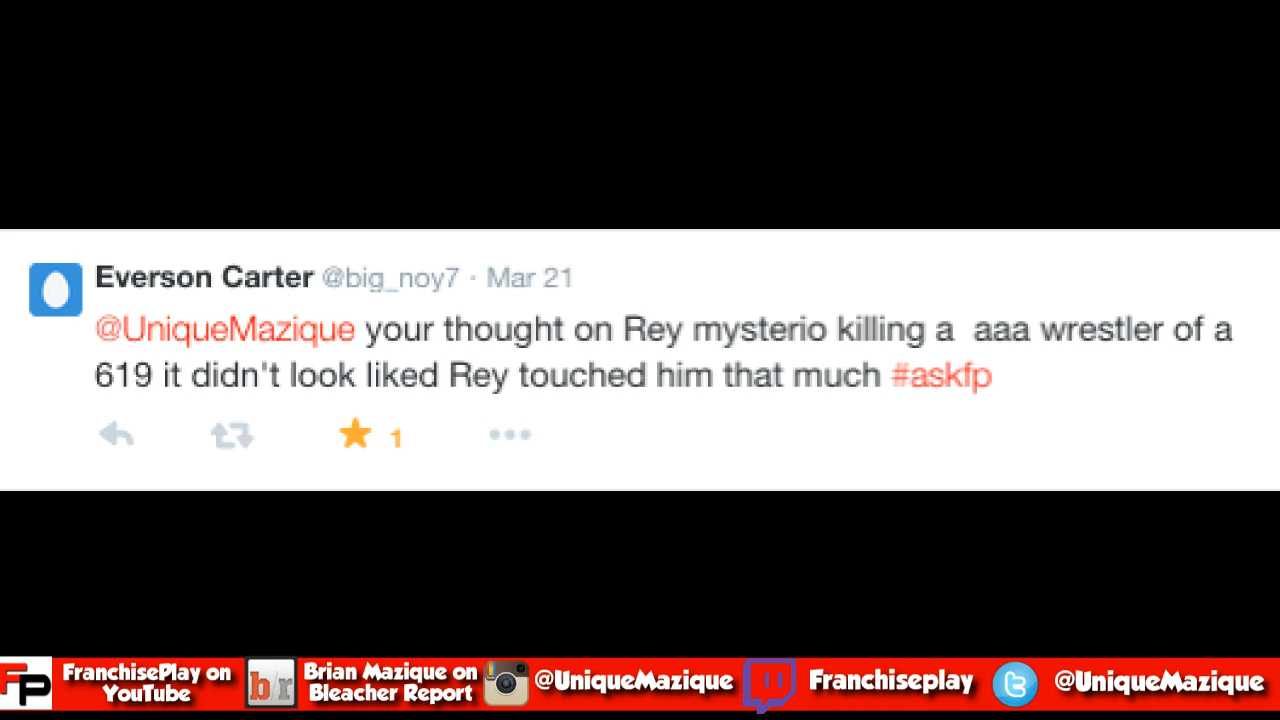 Everson Carter @big_noy7 · Mar 21
@UniqueMazique your thought on Rey mysterio killing a  aaa wrestler of a
619 it didn't look liked Rey touched him that much #askfp
1
FP
FranchisePlay on
YouTube
b/r
Brian Mazique on
Bleacher Report
@UniqueMazique
Franchiseplay
@UniqueMazique